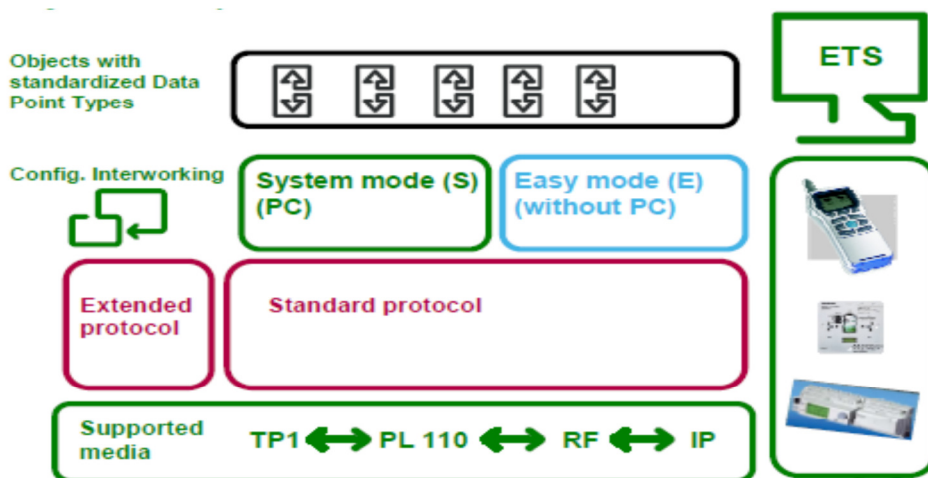 Objects with
standardized Data
Point Types
ETS
Config. Interworking
System mode (S)
(PC)
Easy mode (E)
(without PC)
Extended
protocol
Standard protocol
Supported
media
TP1
PL 110
RF
IP